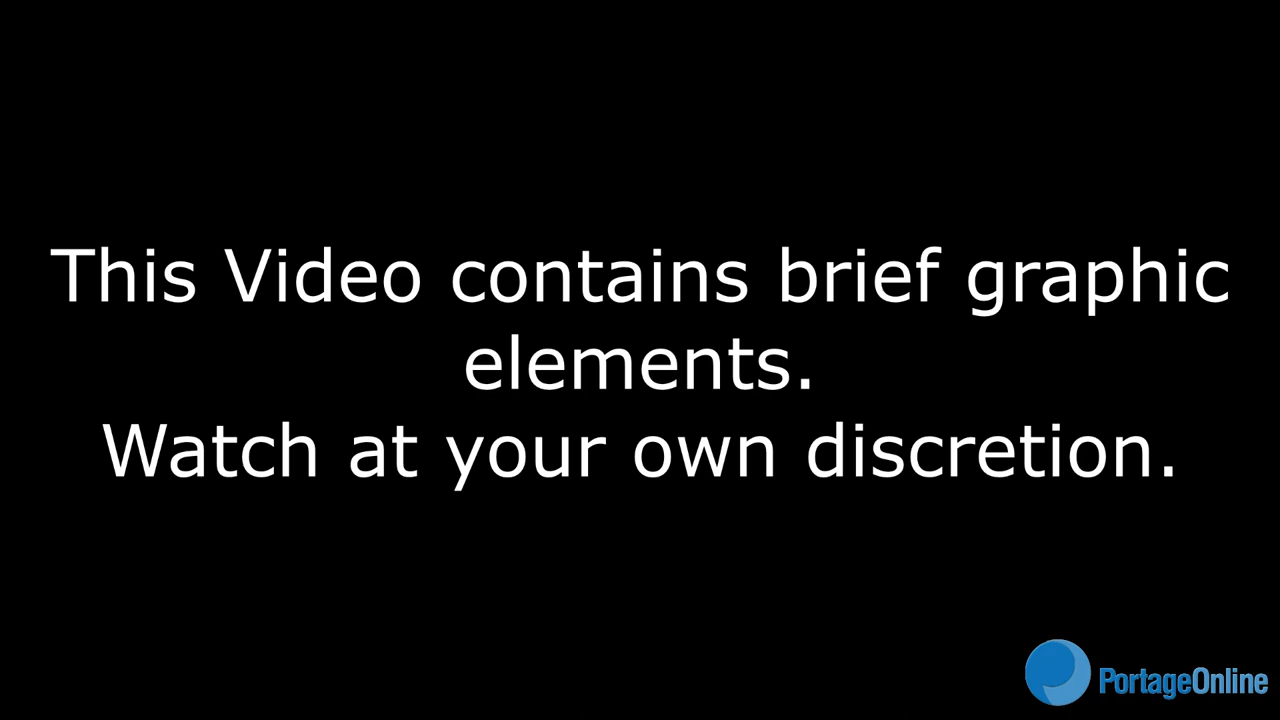 This Video contains brief graphic
elements.
Watch at your own discretion.
PortageOnline